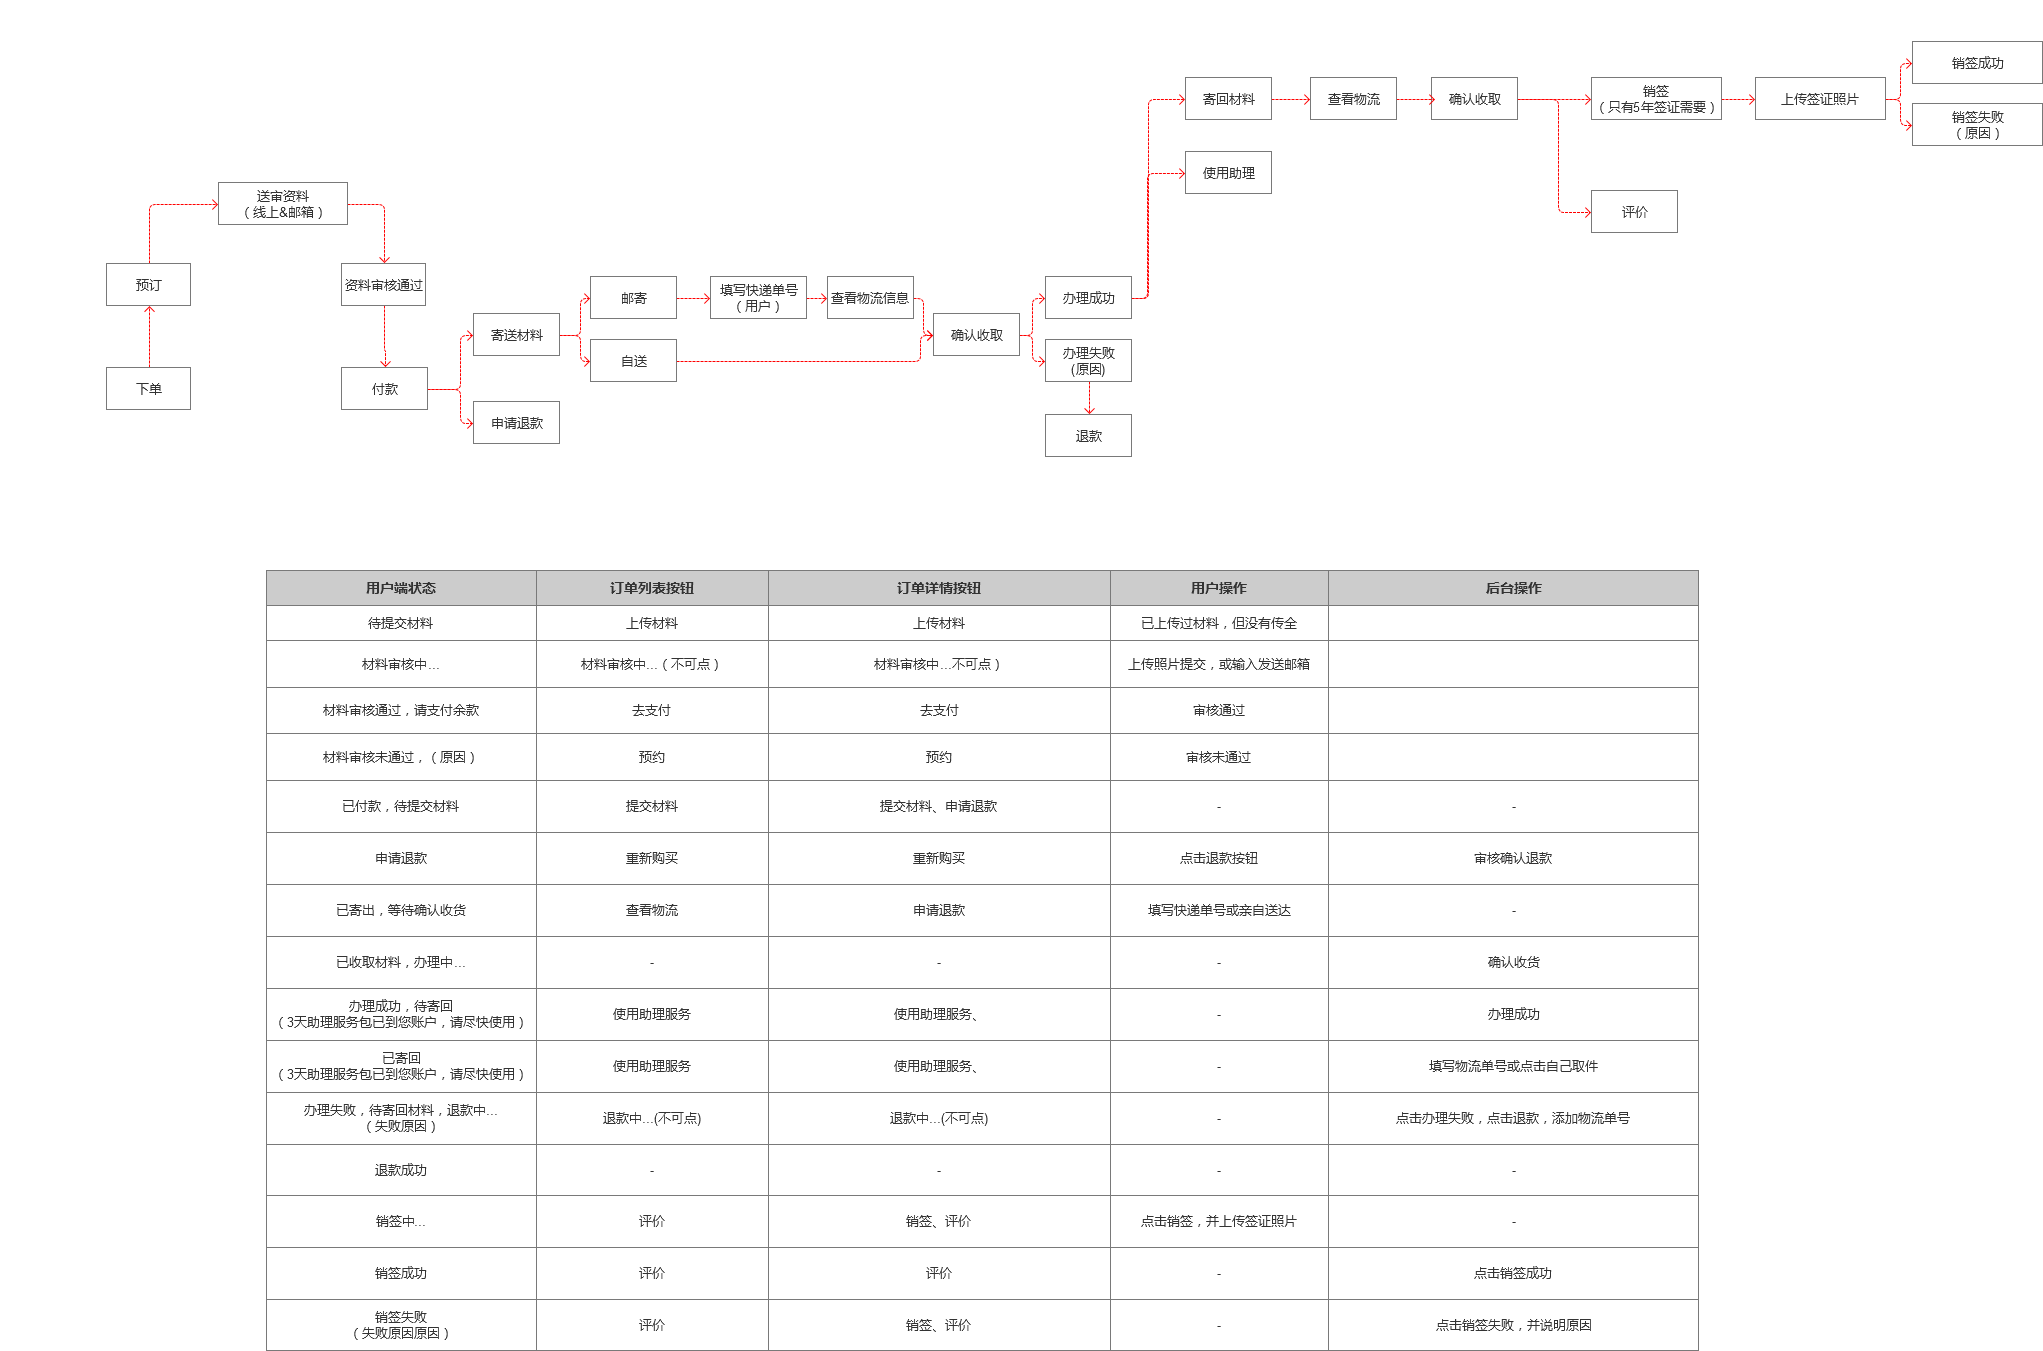 销签成功
寄回材料
查看物流
确认收取
销签
（只有5年签证需要）
上传签证照片
销签失败
（原因）
使用助理
送审资料
（线上&邮箱）
评价
预订
资料审核通过
邮寄
填写快递单号
（用户）
查看物流信息
办理成功
寄送材料
确认收取
自送
办理失败
(原因)
下单
付款
申请退款
退款
用户端状态 订单列表按钮 订单详情按钮 用户操作 后台操作
待提交材料 上传材料 上传材料 已上传过材料，但没有传全
材料审核中... 材料审核中...（不可点） 材料审核中...不可点） 上传照片提交，或输入发送邮箱
材料审核通过，请支付余款 去支付 去支付 审核通过
材料审核未通过，（原因） 预约 预约 审核未通过
已付款，待提交材料 提交材料 提交材料、申请退款 - -
申请退款 重新购买 重新购买 点击退款按钮 审核确认退款
已寄出，等待确认收货 查看物流 申请退款 填写快递单号或亲自送达 -
已收取材料，办理中... - - - 确认收货
办理成功，待寄回
（3天助理服务包已到您账户，请尽快使用） 使用助理服务 使用助理服务、 - 办理成功
已寄回
（3天助理服务包已到您账户，请尽快使用） 使用助理服务 使用助理服务、 - 填写物流单号或点击自己取件
办理失败，待寄回材料，退款中...
（失败原因） 退款中...(不可点) 退款中...(不可点) - 点击办理失败，点击退款，添加物流单号
退款成功 - - - -
销签中... 评价 销签、评价 点击销签，并上传签证照片 -
销签成功 评价 评价 - 点击销签成功
销签失败
（失败原因原因） 评价 销签、评价 - 点击销签失败，并说明原因